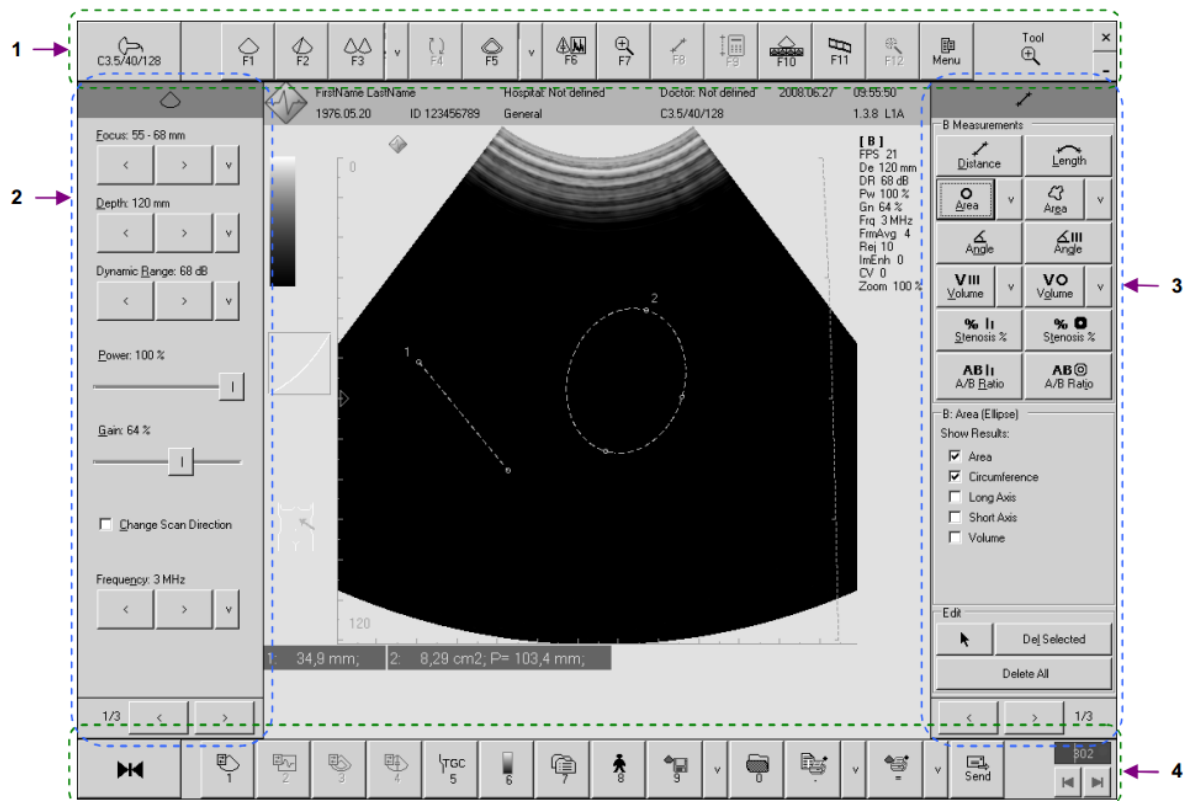 1
C3.5/40/128
F1
F2
F3
v
F4
F5
v
F6
F7
F8
F9
F10
F11
F12
Menu
Tool
×
-
FirstName LastName Hospital: Not defined Doctor: Not defined 2008.06.27 09:55:50
1976.05.20 ID 123456789 General C3.5/40/128 1.3.8 L1A
2
Focus: 55 - 68 mm
< > v
Depth: 120 mm
< > v
Dynamic Range: 68 dB
< > v
Power: 100 %
Gain: 64 %
Change Scan Direction
Frequency: 3 MHz
< > v
1/3 < >
0
[ B ]
FPS 21
De 120 mm
DR 68 dB
Pw 100 %
Gn 64 %
Frq 3 MHz
FrmAvg 4
Rej 10
ImEnh 0
CV 0
Zoom 100 %
2
1
120
1: 34,9 mm; 2: 8,29 cm2; P= 103,4 mm;
3
B Measurements
Distance Length
Area v Area v
Angle Angle
V III VO
Volume v Volume v
% %
Stenosis % Stenosis %
AB AB
A/B Ratio A/B Ratio
B: Area (Ellipse)
Show Results:
Area
Circumference
Long Axis
Short Axis
Volume
Edit
Del Selected
Delete All
< > 1/3
4
1
2
3
4
TGC
5
6
7
8
9
v
0
-
v
=
v
Send
302